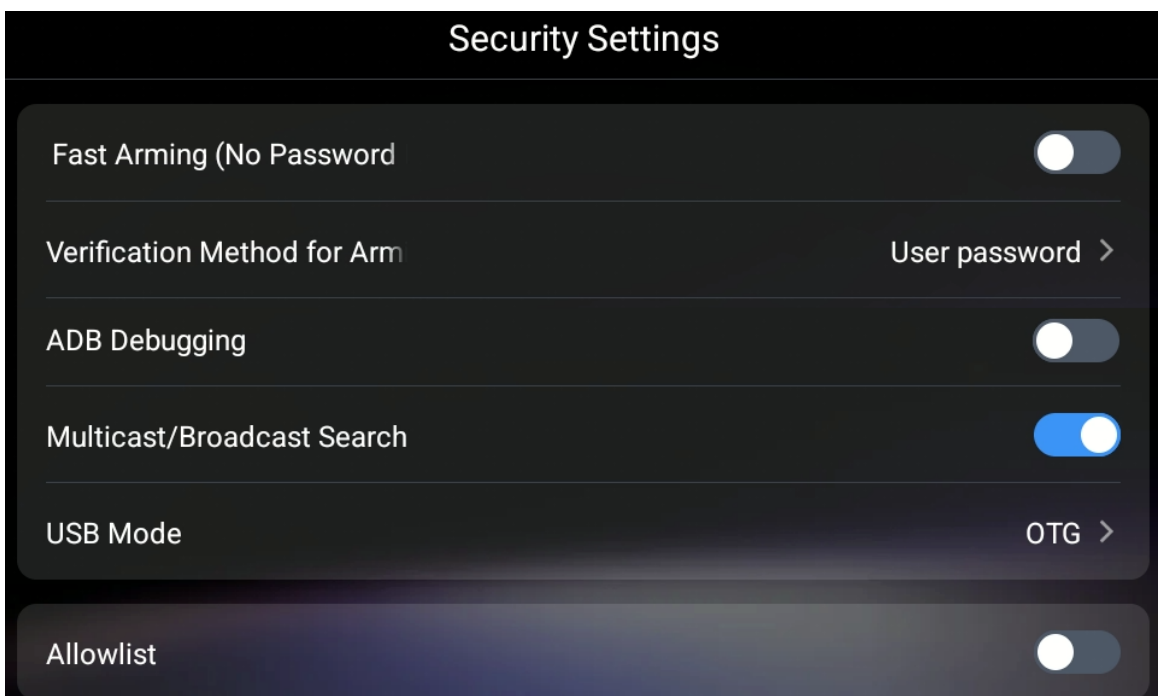 Security Settings
Fast Arming (No Password
Verification Method for Arm
User password
ADB Debugging
Multicast/Broadcast Search
USB Mode
OTG
Allowlist